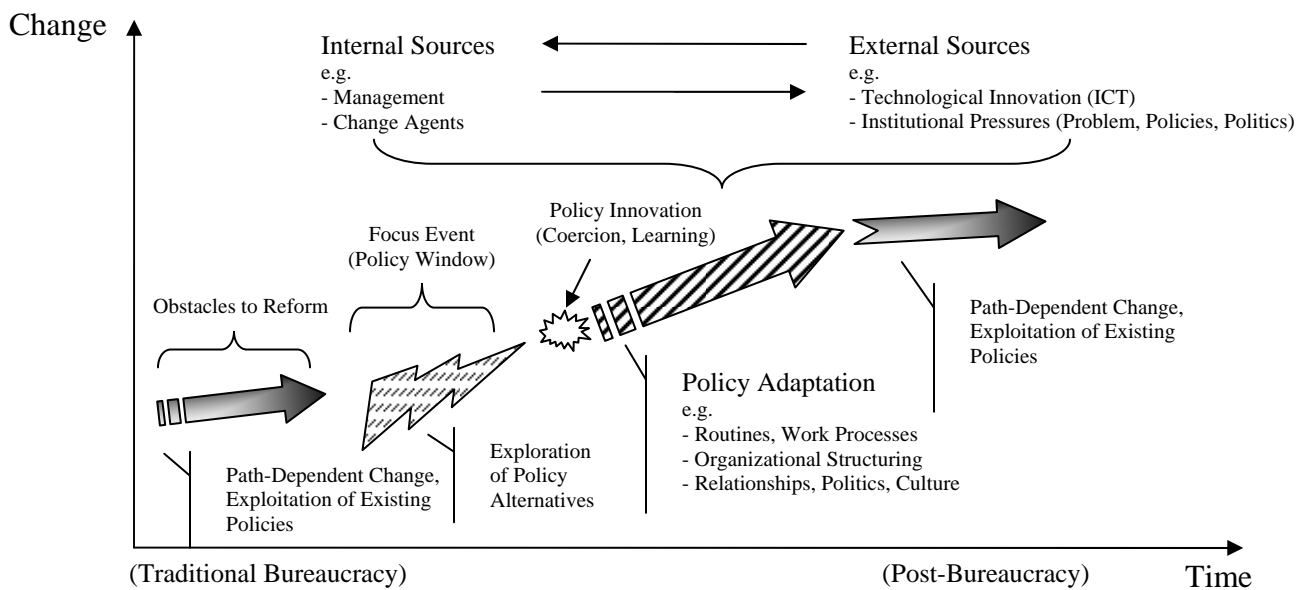 Change
Internal Sources
e.g.
- Management
- Change Agents
External Sources
e.g.
- Technological Innovation (ICT)
- Institutional Pressures (Problem, Policies, Politics)
Policy Innovation
(Coercion, Learning)
Focus Event
(Policy Window)
Obstacles to Reform
Path-Dependent Change,
Exploitation of Existing
Policies
Exploration
of Policy
Alternatives
Policy Adaptation
e.g.
- Routines, Work Processes
- Organizational Structuring
- Relationships, Politics, Culture
Path-Dependent Change,
Exploitation of Existing
Policies
(Traditional Bureaucracy)
(Post-Bureaucracy)
Time